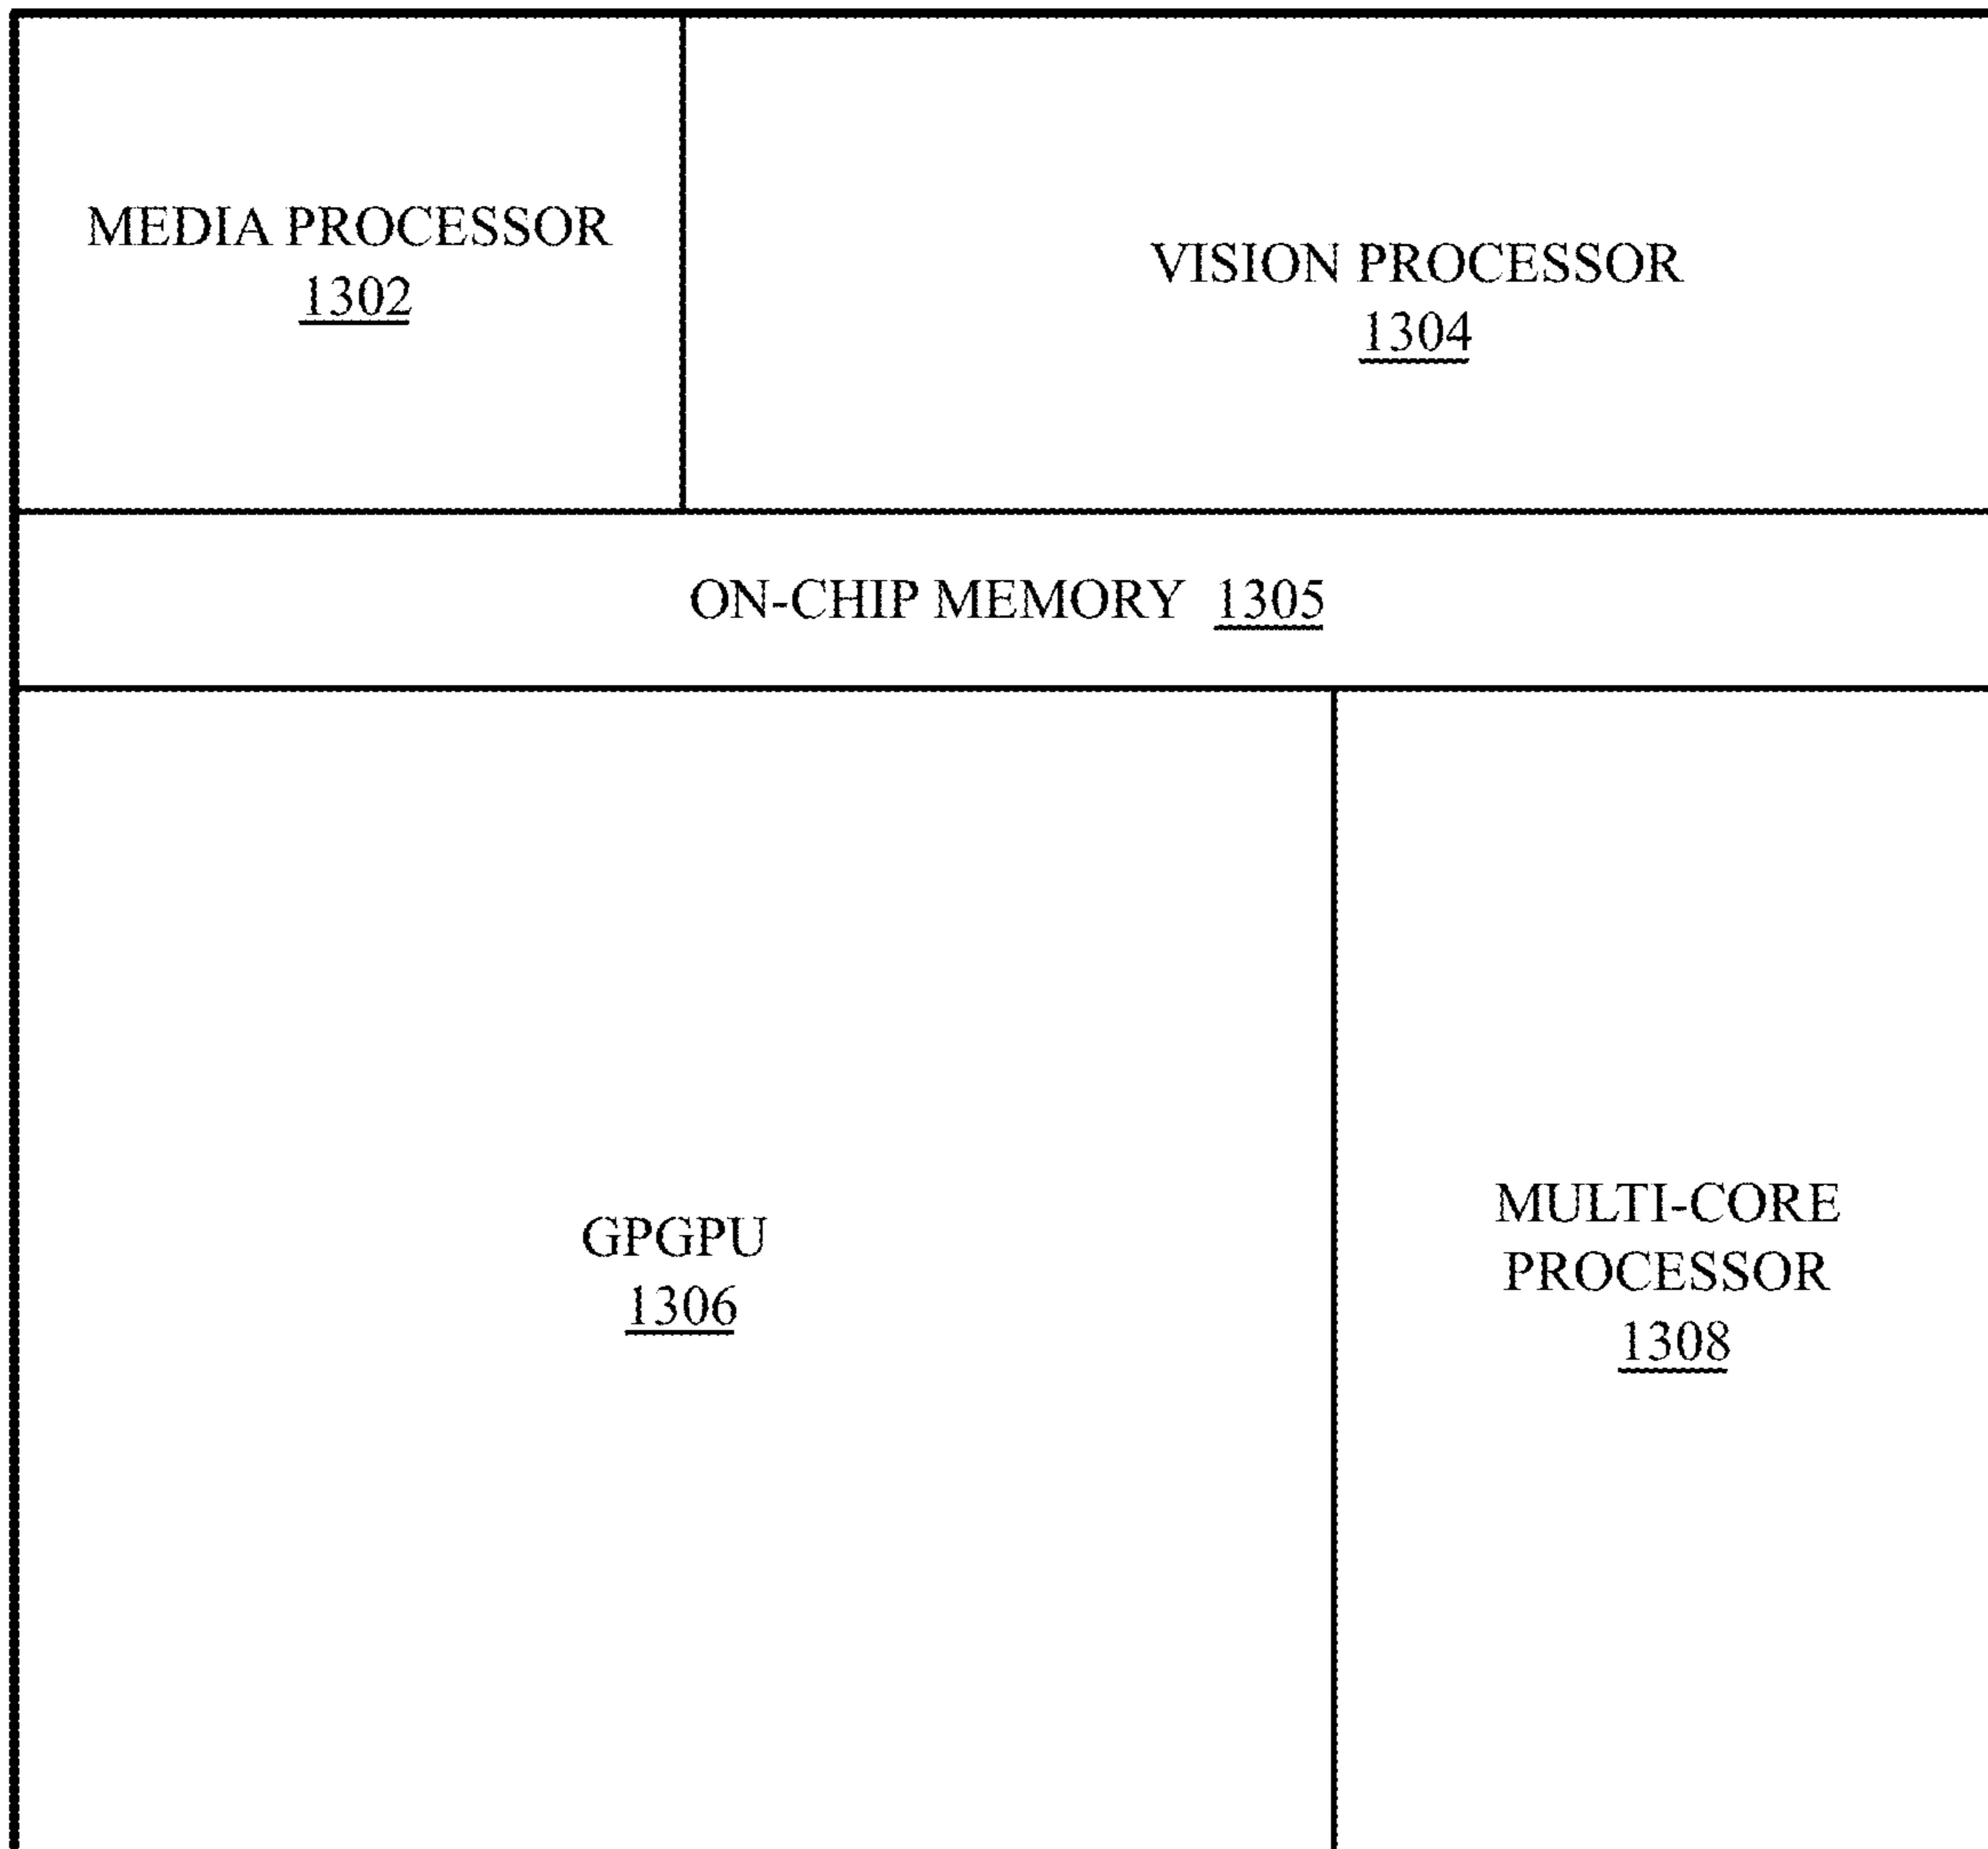 MEDIA PROCESSOR
1302
VISION PROCESSOR
1304
ON-CHIP MEMORY 1305
GPGPU
1306
MULTI-CORE
PROCESSOR
1308